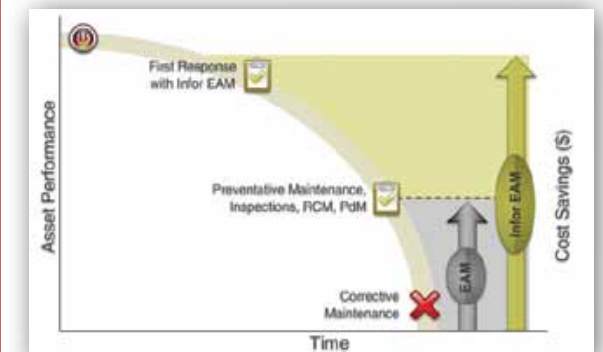 First Response
with Infor EAM
Preventative Maintenance,
Inspections, RCM, PdM
Corrective
Maintenance
Asset Performance
Time
EAM
Infor EAM
Cost Savings ($)